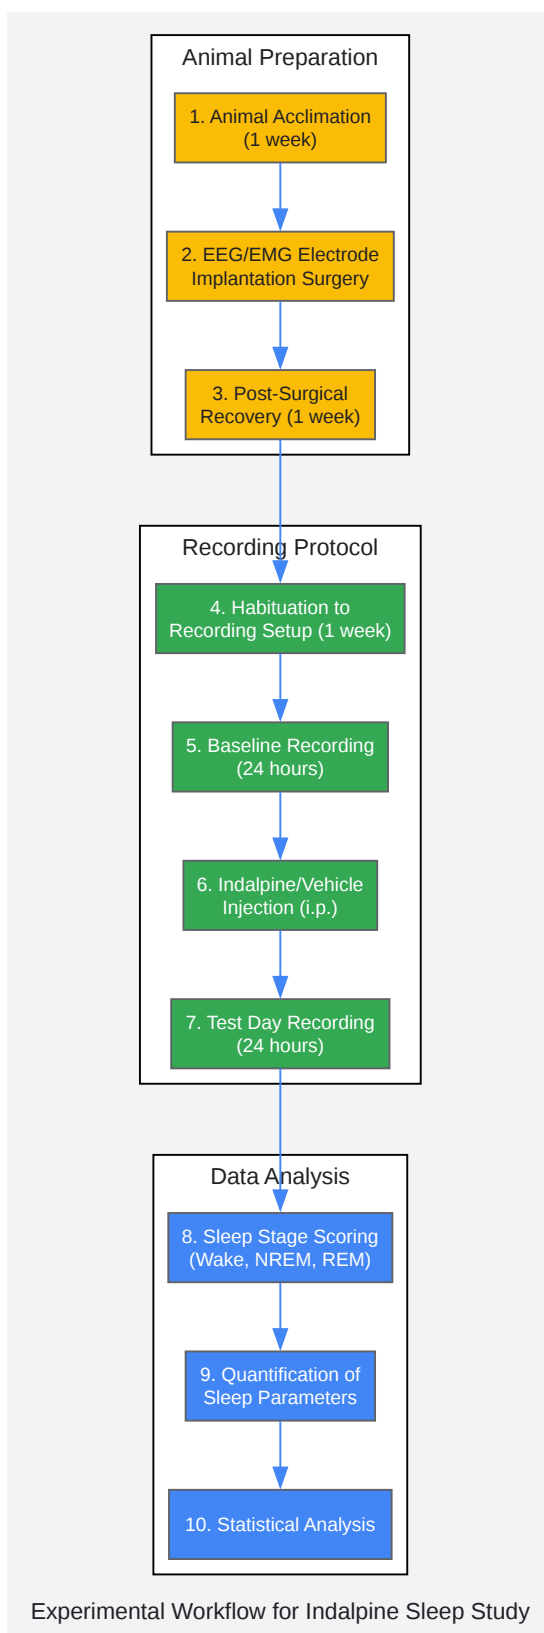 Animal Preparation
1. Animal Acclimation
(1 week)
2. EEG/EMG Electrode
Implantation Surgery
3. Post-Surgical
Recovery (1 week)
Recording Protocol
4. Habituation to
Recording Setup (1 week)
5. Baseline Recording
(24 hours)
6. Indalpine/Vehicle
Injection (i.p.)
7. Test Day Recording
(24 hours)
Data Analysis
8. Sleep Stage Scoring
(Wake, NREM, REM)
9. Quantification of
Sleep Parameters
10. Statistical Analysis
Experimental Workflow for Indalpine Sleep Study